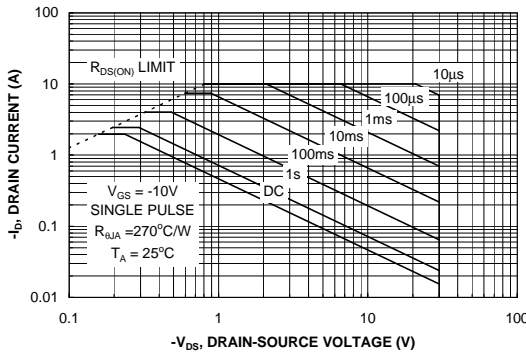 100
10
1
0.1
0.01
-I_D, DRAIN CURRENT (A)
R_DS(ON) LIMIT
10µs
100µs
1ms
10ms
100ms
1s
DC
V_GS = -10V
SINGLE PULSE
R_θJA=270°C/W
T_A = 25°C
0.1
1
10
100
-V_DS, DRAIN-SOURCE VOLTAGE (V)